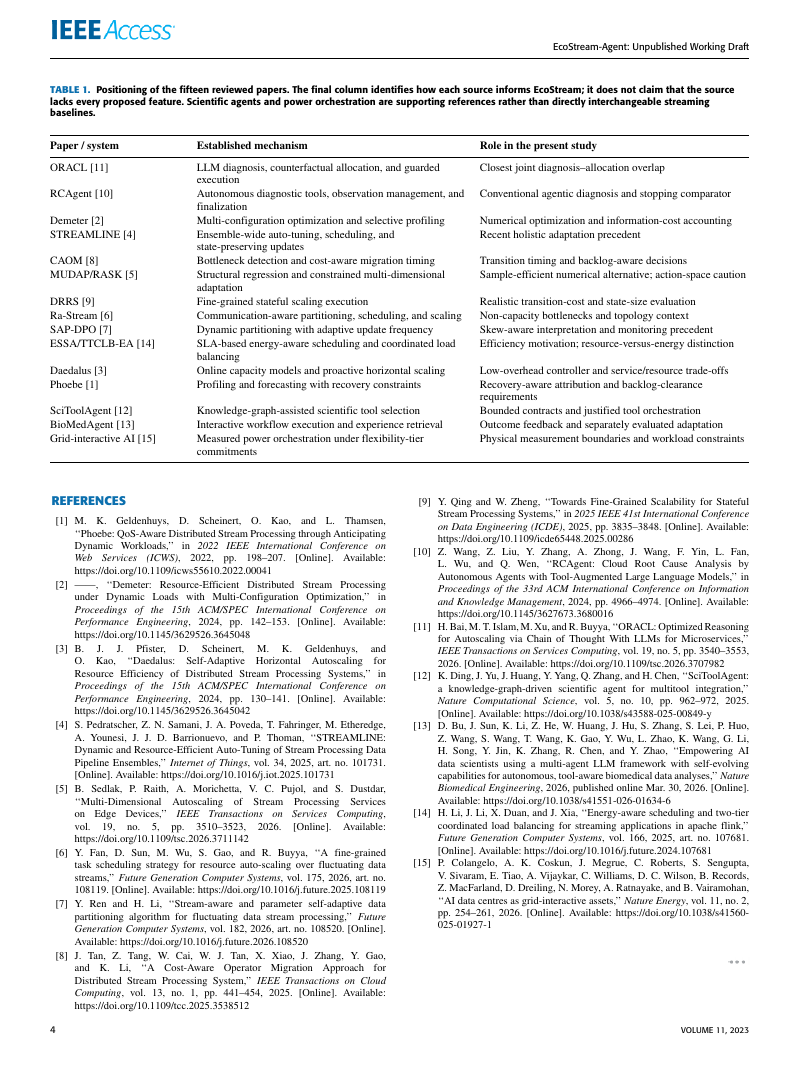 IEEE Access
EcoStream-Agent: Unpublished Working Draft
TABLE 1. Positioning of the fifteen reviewed papers. The final column identifies how each source informs EcoStream; it does not claim that the source
lacks every proposed feature. Scientific agents and power orchestration are supporting references rather than directly interchangeable streaming
baselines.
Paper / system Established mechanism Role in the present study
ORACL [11] LLM diagnosis, counterfactual allocation, and guarded Closest joint diagnosis–allocation overlap
execution
RCAgent [10] Autonomous diagnostic tools, observation management, and Conventional agentic diagnosis and stopping comparator
finalization
Demeter [2] Multi-configuration optimization and selective profiling Numerical optimization and information-cost accounting
STREAMLINE [4] Ensemble-wide auto-tuning, scheduling, and Recent holistic adaptation precedent
state-preserving updates
CAOM [8] Bottleneck detection and cost-aware migration timing Transition timing and backlog-aware decisions
MUDAP/RASK [5] Structural regression and constrained multi-dimensional Sample-efficient numerical alternative; action-space caution
adaptation
DRRS [9] Fine-grained stateful scaling execution Realistic transition-cost and state-size evaluation
Ra-Stream [6] Communication-aware partitioning, scheduling, and scaling Non-capacity bottlenecks and topology context
SAP-DPO [7] Dynamic partitioning with adaptive update frequency Skew-aware interpretation and monitoring precedent
ESSA/TTCLB-EA [14] SLA-based energy-aware scheduling and coordinated load Efficiency motivation; resource-versus-energy distinction
balancing
Daedalus [3] Online capacity models and proactive horizontal scaling Low-overhead controller and service/resource trade-offs
Phoebe [1] Profiling and forecasting with recovery constraints Recovery-aware attribution and backlog-clearance
requirements
SciToolAgent [12] Knowledge-graph-assisted scientific tool selection Bounded contracts and justified tool orchestration
BioMedAgent [13] Interactive workflow execution and experience retrieval Outcome feedback and separately evaluated adaptation
Grid-interactive AI [15] Measured power orchestration under flexibility-tier Physical measurement boundaries and workload constraints
commitments
REFERENCES
[1] M. K. Geldenhuys, D. Scheinert, O. Kao, and L. Thamsen,
‘‘Phoebe: QoS-Aware Distributed Stream Processing through Anticipating
Dynamic Workloads,’’ in 2022 IEEE International Conference on
Web Services (ICWS), 2022, pp. 198–207. [Online]. Available:
https://doi.org/10.1109/icws55610.2022.00041
[2] ——, ‘‘Demeter: Resource-Efficient Distributed Stream Processing
under Dynamic Loads with Multi-Configuration Optimization,’’ in
Proceedings of the 15th ACM/SPEC International Conference on
Performance Engineering, 2024, pp. 142–153. [Online]. Available:
https://doi.org/10.1145/3629526.3645048
[3] B. J. J. Pfister, D. Scheinert, M. K. Geldenhuys, and
O. Kao, ‘‘Daedalus: Self-Adaptive Horizontal Autoscaling for
Resource Efficiency of Distributed Stream Processing Systems,’’ in
Proceedings of the 15th ACM/SPEC International Conference on
Performance Engineering, 2024, pp. 130–141. [Online]. Available:
https://doi.org/10.1145/3629526.3645042
[4] S. Pedratscher, Z. N. Samani, J. A. Poveda, T. Fahringer, M. Etheredge,
A. Younesi, J. J. D. Barrionuevo, and P. Thoman, ‘‘STREAMLINE:
Dynamic and Resource-Efficient Auto-Tuning of Stream Processing Data
Pipeline Ensembles,’’ Internet of Things, vol. 34, 2025, art. no. 101731.
[Online]. Available: https://doi.org/10.1016/j.iot.2025.101731
[5] B. Sedlak, P. Raith, A. Morichetta, V. C. Pujol, and S. Dustdar,
‘‘Multi-Dimensional Autoscaling of Stream Processing Services
on Edge Devices,’’ IEEE Transactions on Services Computing,
vol. 19, no. 5, pp. 3510–3523, 2026. [Online]. Available:
https://doi.org/10.1109/tsc.2026.3711142
[6] Y. Fan, D. Sun, M. Wu, S. Gao, and R. Buyya, ‘‘A fine-grained
task scheduling strategy for resource auto-scaling over fluctuating data
streams,’’ Future Generation Computer Systems, vol. 175, 2026, art. no.
108119. [Online]. Available: https://doi.org/10.1016/j.future.2025.108119
[7] Y. Ren and H. Li, ‘‘Stream-aware and parameter self-adaptive data
partitioning algorithm for fluctuating data stream processing,’’ Future
Generation Computer Systems, vol. 182, 2026, art. no. 108520. [Online].
Available: https://doi.org/10.1016/j.future.2026.108520
[8] J. Tan, Z. Tang, W. Cai, W. J. Tan, X. Xiao, J. Zhang, Y. Gao,
and K. Li, ‘‘A Cost-Aware Operator Migration Approach for
Distributed Stream Processing System,’’ IEEE Transactions on Cloud
Computing, vol. 13, no. 1, pp. 441–454, 2025. [Online]. Available:
https://doi.org/10.1109/tcc.2025.3538512
[9] Y. Qing and W. Zheng, ‘‘Towards Fine-Grained Scalability for Stateful
Stream Processing Systems,’’ in 2025 IEEE 41st International Conference
on Data Engineering (ICDE), 2025, pp. 3835–3848. [Online]. Available:
https://doi.org/10.1109/icde65448.2025.00286
[10] Z. Wang, Z. Liu, Y. Zhang, A. Zhong, J. Wang, F. Yin, L. Fan,
L. Wu, and Q. Wen, ‘‘RCAgent: Cloud Root Cause Analysis by
Autonomous Agents with Tool-Augmented Large Language Models,’’ in
Proceedings of the 33rd ACM International Conference on Information
and Knowledge Management, 2024, pp. 4966–4974. [Online]. Available:
https://doi.org/10.1145/3627673.3680016
[11] H. Bai, M. T. Islam, M. Xu, and R. Buyya, ‘‘ORACL: Optimized Reasoning
for Autoscaling via Chain of Thought With LLMs for Microservices,’’
IEEE Transactions on Services Computing, vol. 19, no. 5, pp. 3540–3553,
2026. [Online]. Available: https://doi.org/10.1109/tsc.2026.3707982
[12] K. Ding, J. Yu, J. Huang, Y. Yang, Q. Zhang, and H. Chen, ‘‘SciToolAgent:
a knowledge-graph-driven scientific agent for multitool integration,’’
Nature Computational Science, vol. 5, no. 10, pp. 962–972, 2025.
[Online]. Available: https://doi.org/10.1038/s43588-025-00849-y
[13] D. Bu, J. Sun, K. Li, Z. He, W. Huang, J. Hu, S. Zhang, S. Lei, P. Huo,
Z. Wang, S. Wang, T. Wang, K. Gao, Y. Wu, L. Zhao, K. Wang, G. Li,
H. Song, Y. Jin, K. Zhang, R. Chen, and Y. Zhao, ‘‘Empowering AI
data scientists using a multi-agent LLM framework with self-evolving
capabilities for autonomous, tool-aware biomedical data analyses,’’ Nature
Biomedical Engineering, 2026, published online Mar. 30, 2026. [Online].
Available: https://doi.org/10.1038/s41551-026-01634-6
[14] H. Li, J. Li, X. Duan, and J. Xia, ‘‘Energy-aware scheduling and two-tier
coordinated load balancing for streaming applications in apache flink,’’
Future Generation Computer Systems, vol. 166, 2025, art. no. 107681.
[Online]. Available: https://doi.org/10.1016/j.future.2024.107681
[15] P. Colangelo, A. K. Coskun, J. Megrue, C. Roberts, S. Sengupta,
V. Sivaram, E. Tiao, A. Vijaykar, C. Williams, D. C. Wilson, B. Records,
Z. MacFarland, D. Dreiling, N. Morey, A. Ratnayake, and B. Vairamohan,
‘‘AI data centres as grid-interactive assets,’’ Nature Energy, vol. 11, no. 2,
pp. 254–261, 2026. [Online]. Available: https://doi.org/10.1038/s41560-
025-01927-1
4
VOLUME 11, 2023